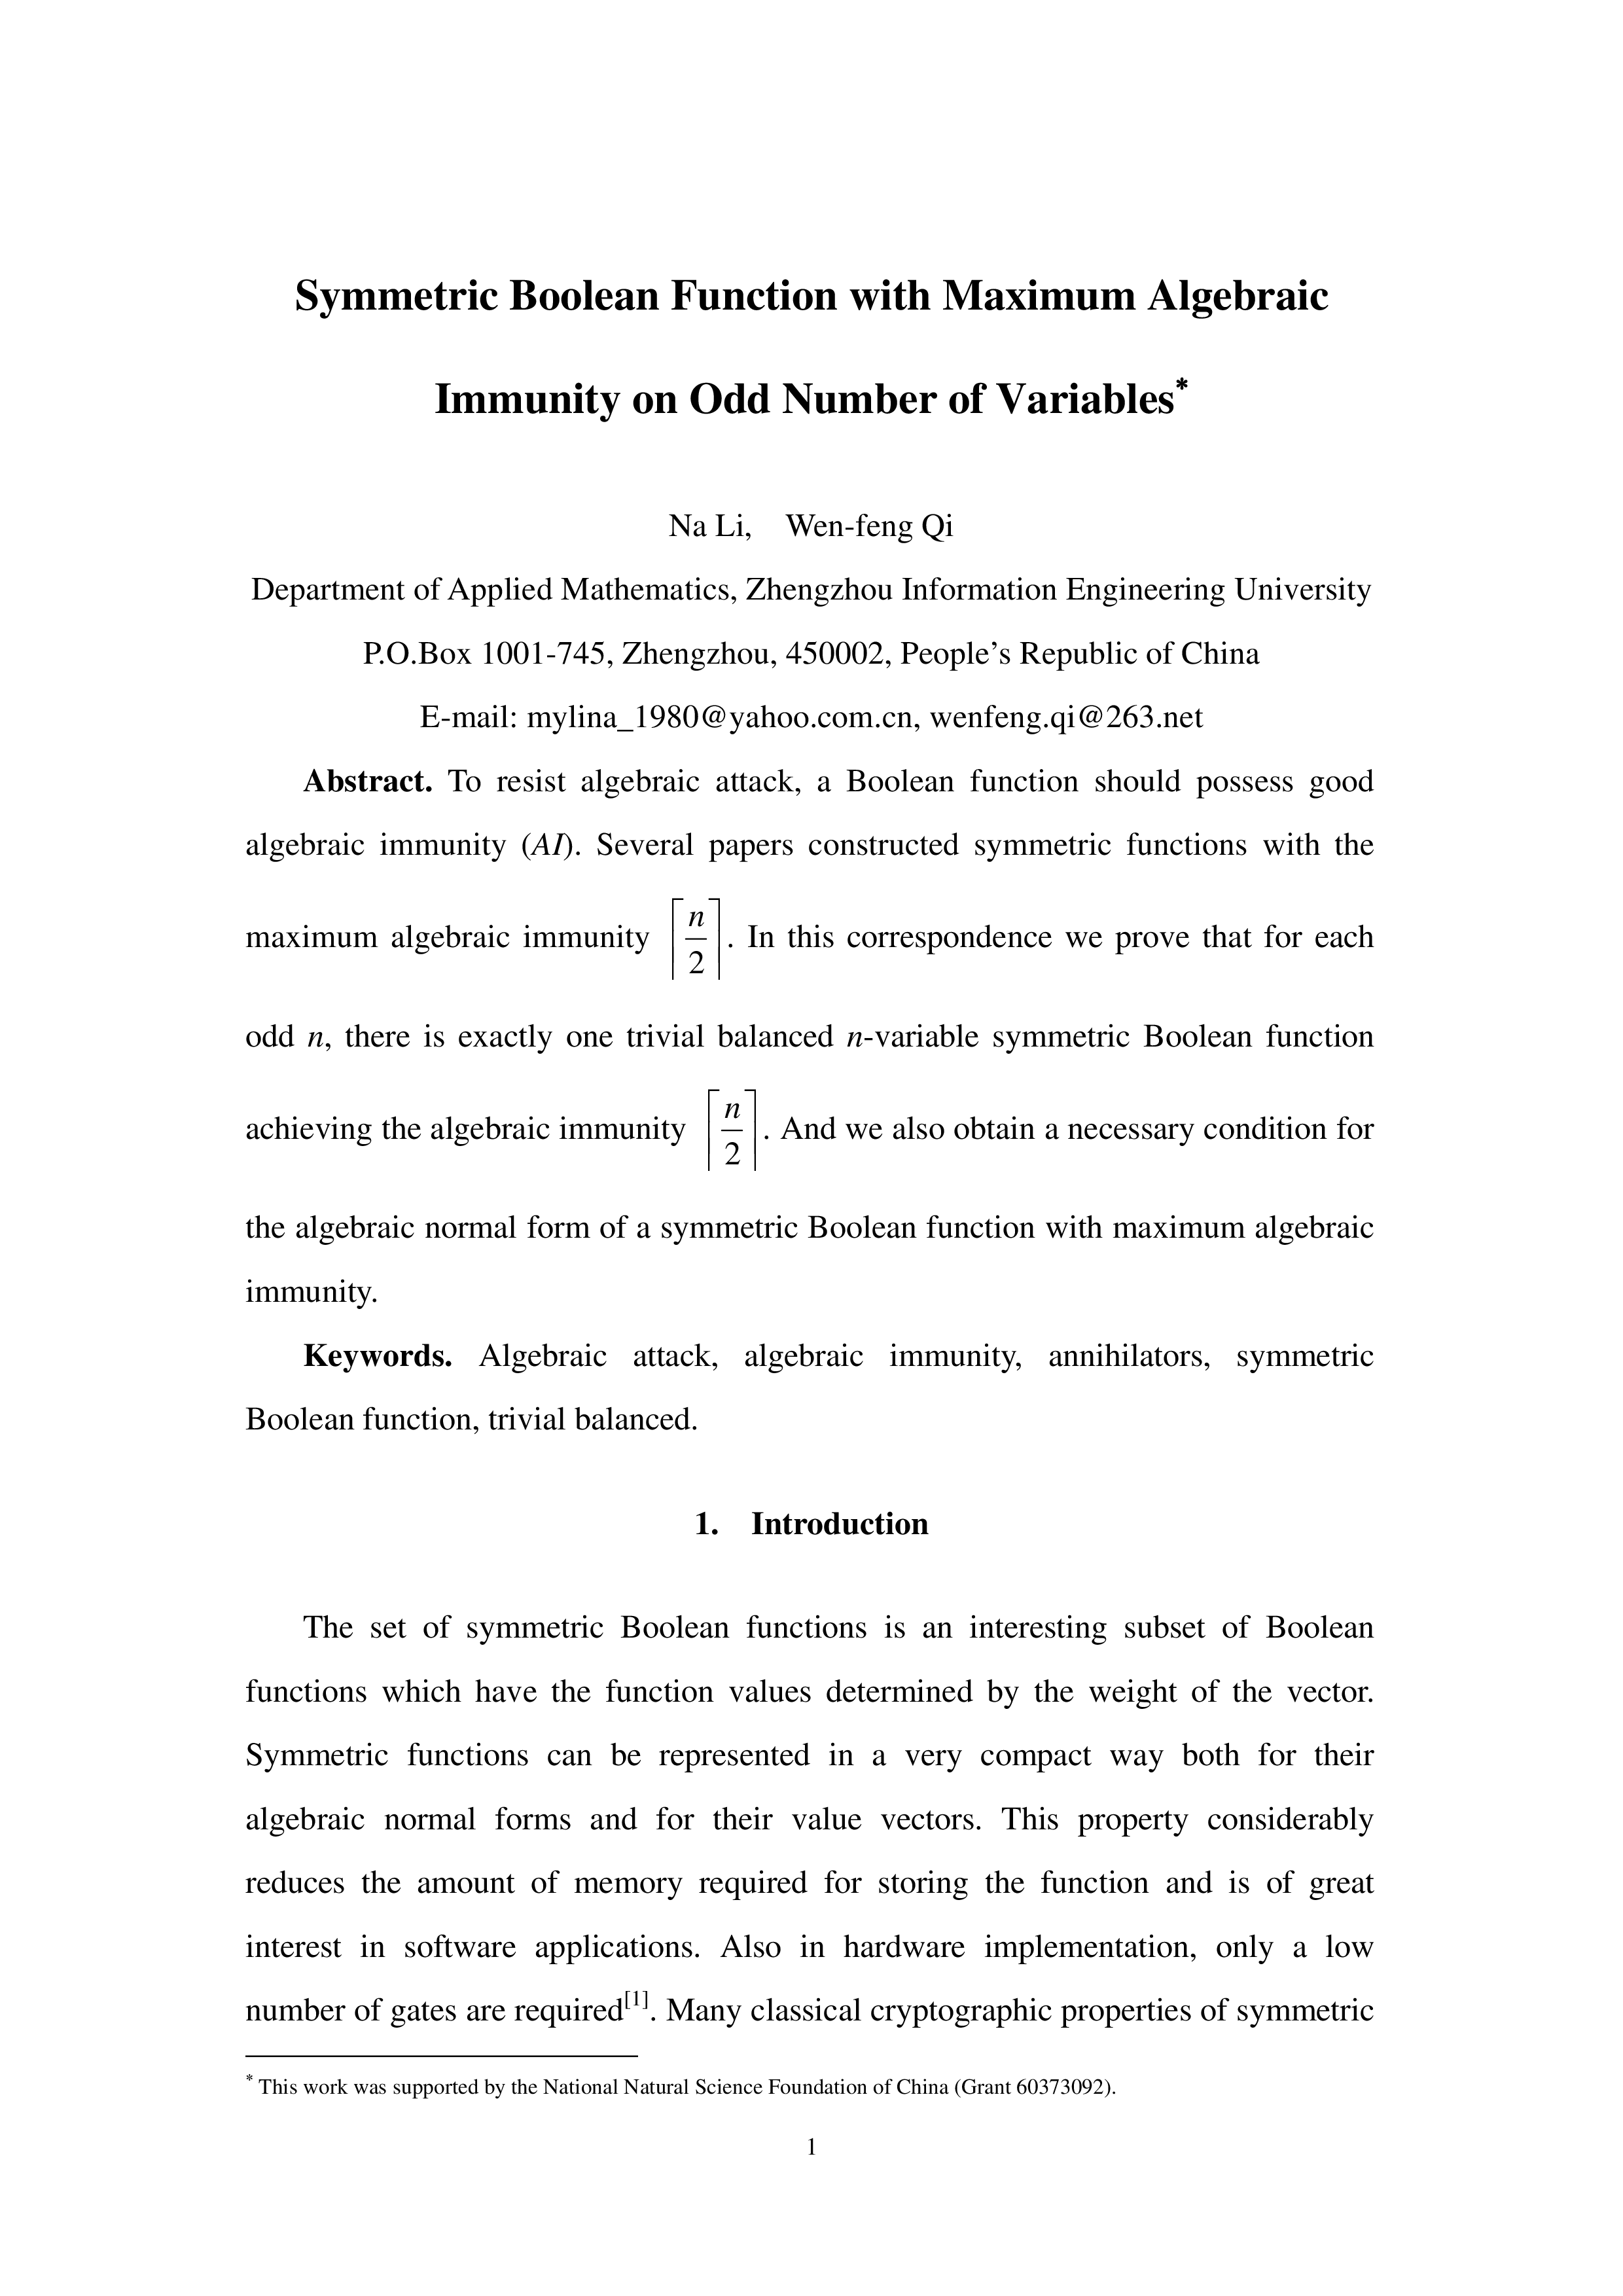 Symmetric Boolean Function with Maximum Algebraic
Immunity on Odd Number of Variables*
Na Li, Wen-feng Qi
Department of Applied Mathematics, Zhengzhou Information Engineering University
P.O.Box 1001-745, Zhengzhou, 450002, People's Republic of China
E-mail: mylina_1980@yahoo.com.cn, wenfeng.qi@263.net
Abstract. To resist algebraic attack, a Boolean function should possess good
algebraic immunity (AI). Several papers constructed symmetric functions with the
maximum algebraic immunity ⌈n/2⌉. In this correspondence we prove that for each
odd n, there is exactly one trivial balanced n-variable symmetric Boolean function
achieving the algebraic immunity ⌈n/2⌉. And we also obtain a necessary condition for
the algebraic normal form of a symmetric Boolean function with maximum algebraic
immunity.
Keywords. Algebraic attack, algebraic immunity, annihilators, symmetric
Boolean function, trivial balanced.
1. Introduction
The set of symmetric Boolean functions is an interesting subset of Boolean
functions which have the function values determined by the weight of the vector.
Symmetric functions can be represented in a very compact way both for their
algebraic normal forms and for their value vectors. This property considerably
reduces the amount of memory required for storing the function and is of great
interest in software applications. Also in hardware implementation, only a low
number of gates are required[1]. Many classical cryptographic properties of symmetric
* This work was supported by the National Natural Science Foundation of China (Grant 60373092).
1